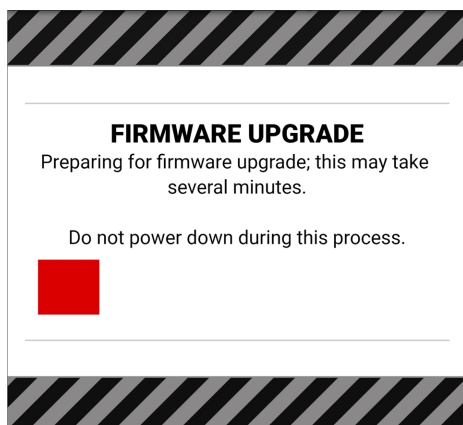 FIRMWARE UPGRADE
Preparing for firmware upgrade; this may take
several minutes.
Do not power down during this process.